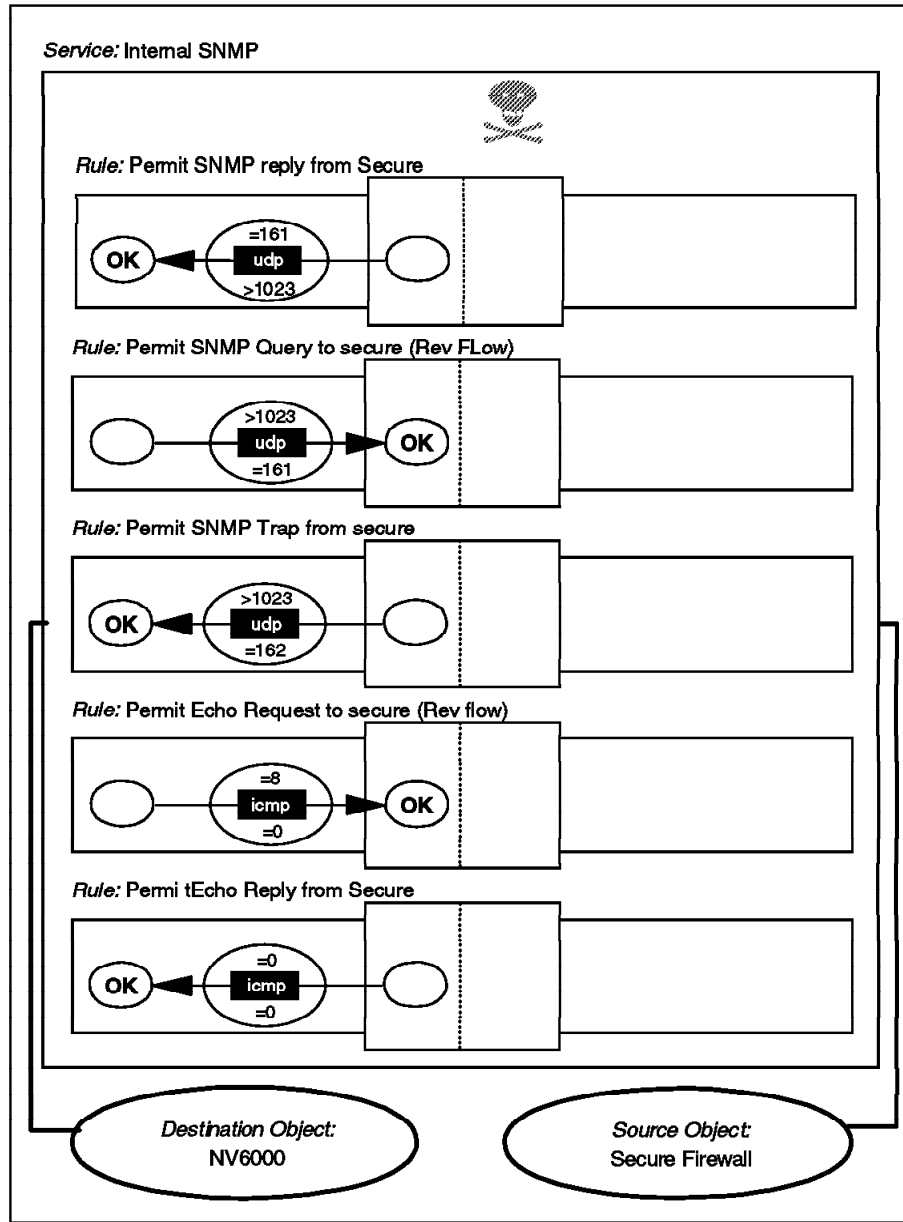 Service: Internal SNMP
Rule: Permit SNMP reply from Secure
OK
=161
udp
>1023
Rule: Permit SNMP Query to secure (Rev FLow)
>1023
udp
=161
OK
Rule: Permit SNMP Trap from secure
OK
>1023
udp
=162
Rule: Permit Echo Request to secure (Rev flow)
=8
icmp
=0
OK
Rule: Permi tEcho Reply from Secure
OK
=0
icmp
=0
Destination Object:
NV6000
Source Object:
Secure Firewall